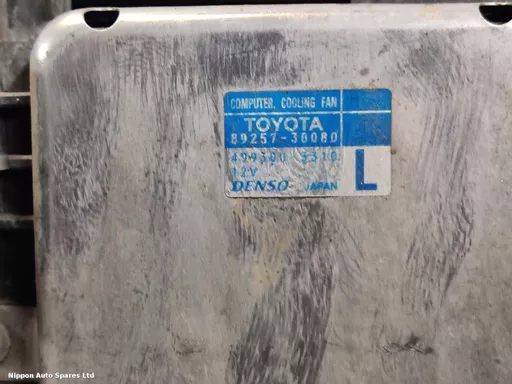 COMPUTER, COOLING FAN
TOYOTA
89257-30080
499300 3310
12V
DENSO JAPAN
L
Nippon Auto Spares Ltd